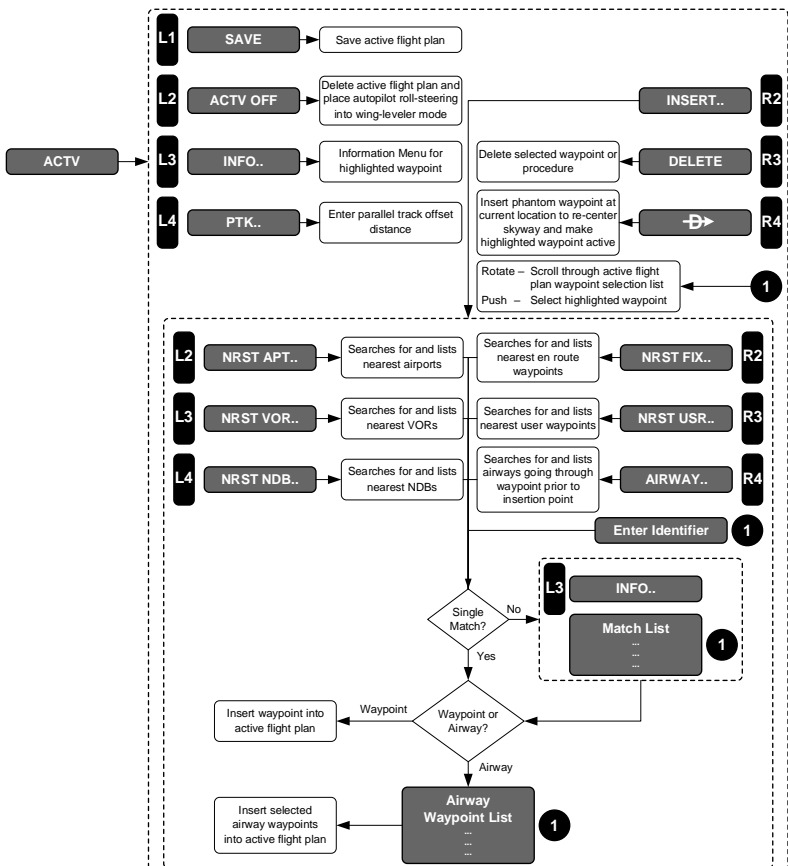 L1
SAVE
Save active flight plan
L2
ACTV OFF
Delete active flight plan and
place autopilot roll-steering
into wing-leveler mode
INSERT..
R2
ACTV
L3
INFO..
Information Menu for
highlighted waypoint
Delete selected waypoint or
procedure
DELETE
R3
L4
PTK..
Enter parallel track offset
distance
Insert phantom waypoint at
current location to re-center
skyway and make
highlighted waypoint active
D
R4
Rotate – Scroll through active flight
plan waypoint selection list
Push – Select highlighted waypoint
1
L2
NRST APT..
Searches for and lists
nearest airports
Searches for and lists
nearest en route
waypoints
NRST FIX..
R2
L3
NRST VOR..
Searches for and lists
nearest VORs
Searches for and lists
nearest user waypoints
NRST USR..
R3
L4
NRST NDB..
Searches for and lists
nearest NDBs
Searches for and lists
airways going through
waypoint prior to
insertion point
AIRWAY..
R4
Enter Identifier
1
L3
INFO..
Single
Match?
No
Match List
...
...
...
1
Yes
Insert waypoint into
active flight plan
Waypoint
Waypoint or
Airway?
Airway
Insert selected
airway waypoints
into active flight plan
Airway
Waypoint List
...
...
...
1